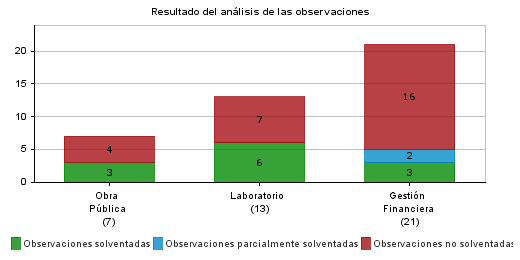 Resultado del análisis de las observaciones
20
15
10
5
0
4
3
7
6
16
2
3
Obra
Pública
(7)
Laboratorio
(13)
Gestión
Financiera
(21)
Observaciones solventadas
Observaciones parcialmente solventadas
Observaciones no solventadas